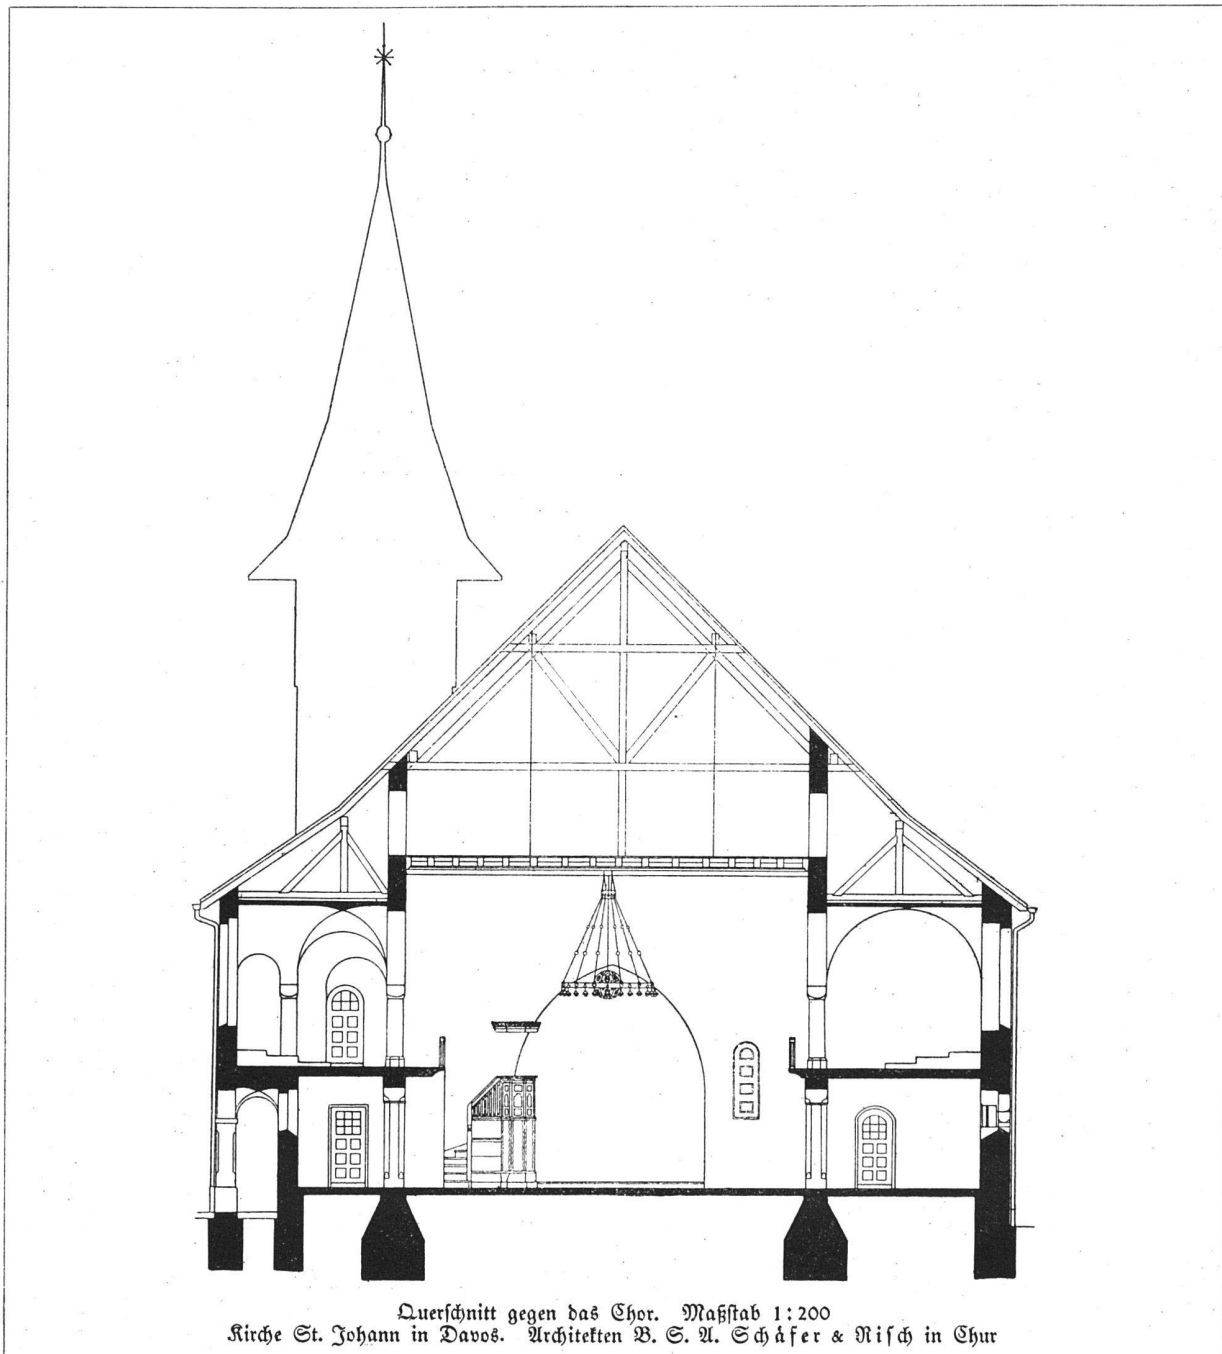 Querschnitt gegen das Chor. Maßstab 1:200
Kirche St. Johann in Davos. Architekten B. S. A. Schäfer & Risch in Chur